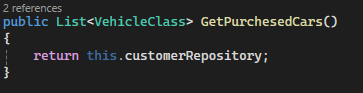 2 references
public List<VehicleClass> GetPurchesedCars()
{
return this.customerRepository;
}